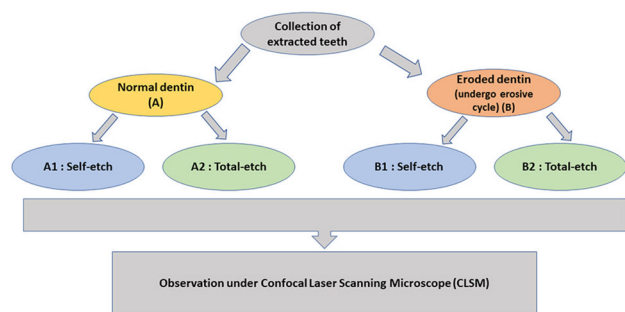 Collection of
extracted teeth
Normal dentin
(A)
Eroded dentin
(undergo erosive
cycle) (B)
A1 : Self-etch
A2 : Total-etch
B1 : Self-etch
B2 : Total-etch
Observation under Confocal Laser Scanning Microscope (CLSM)